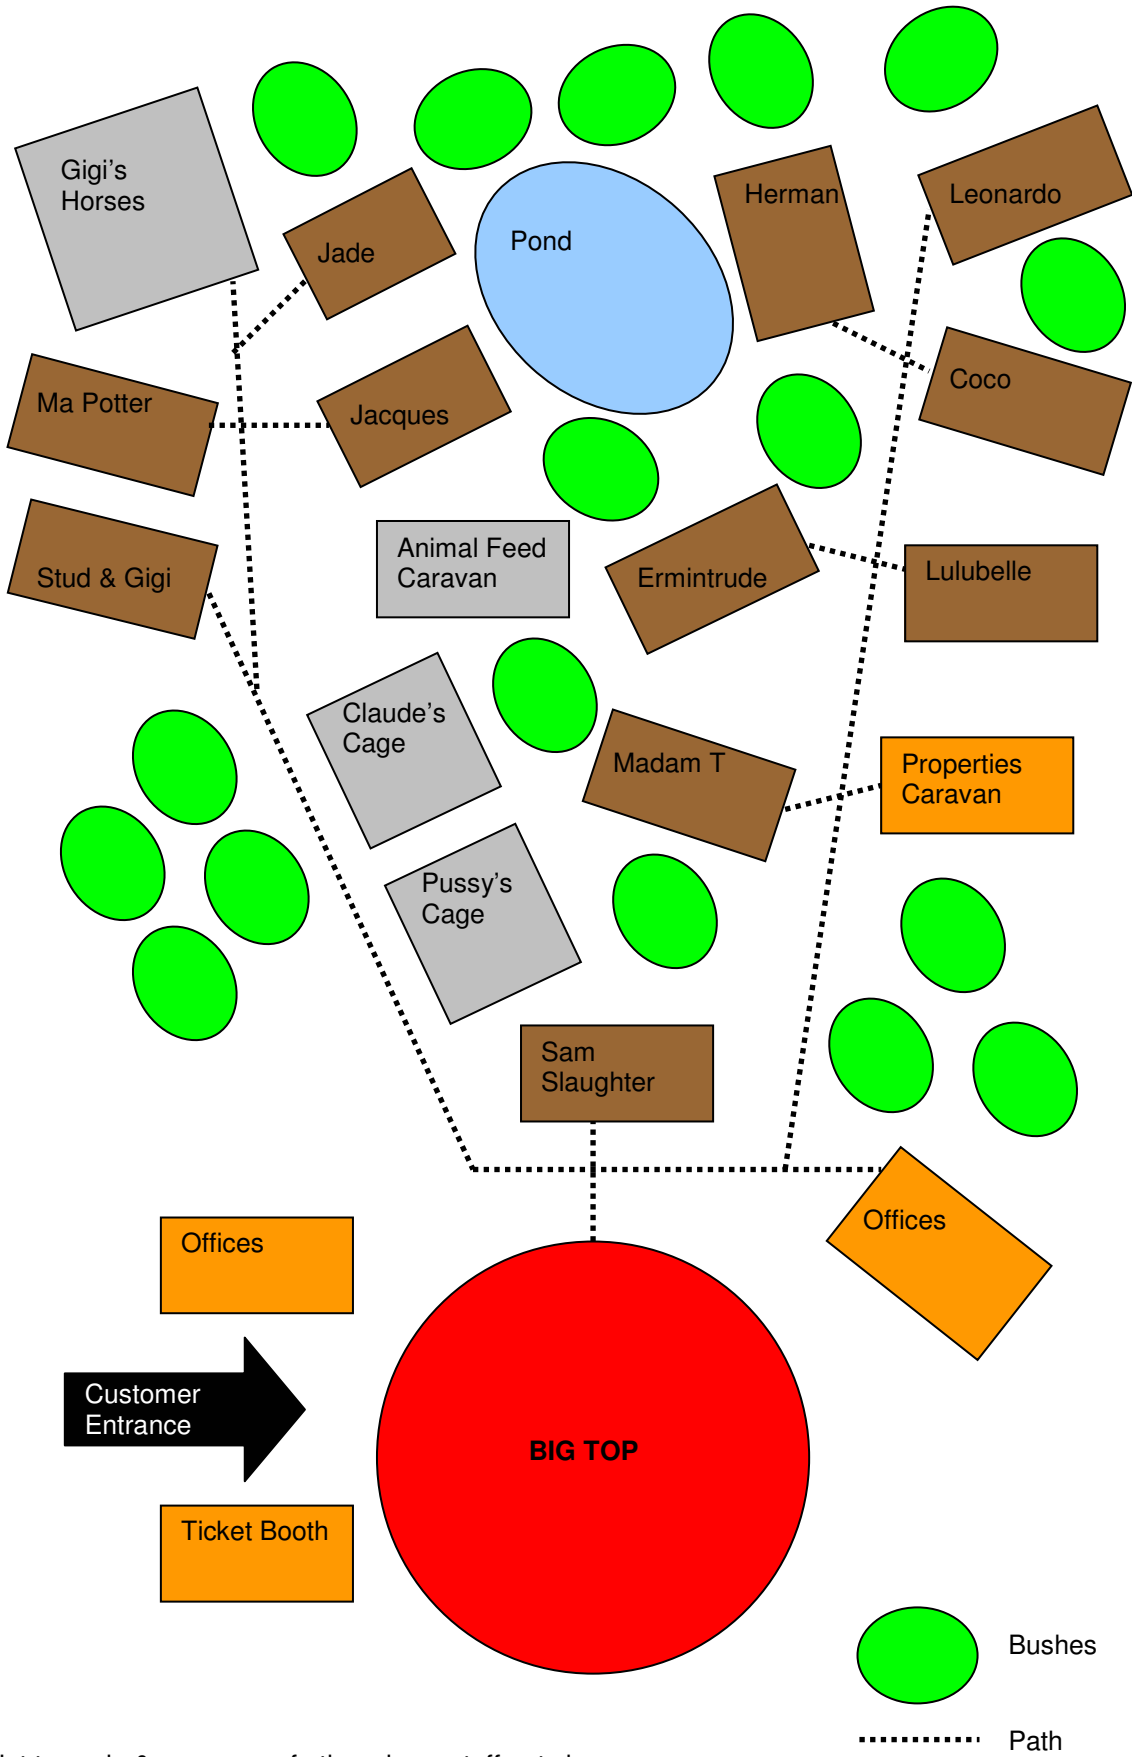 Gigi's
Horses
Jade
Pond
Herman
Leonardo
Ma Potter
Jacques
Coco
Stud & Gigi
Animal Feed
Caravan
Ermintrude
Lulubelle
Claude's
Cage
Madam T
Properties
Caravan
Pussy's
Cage
Sam
Slaughter
Offices
Offices
Customer
Entrance
BIG TOP
Ticket Booth
Bushes
Path